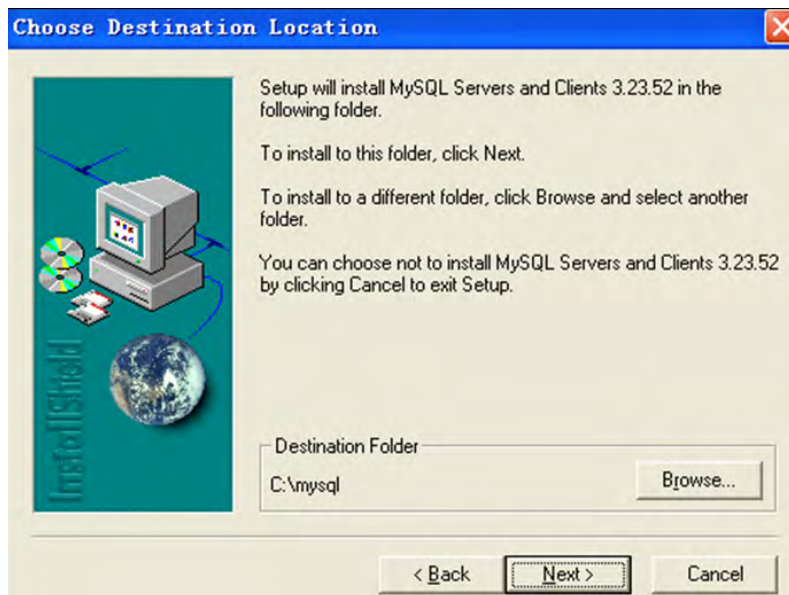 Choose Destination Location
Setup will install MySQL Servers and Clients 3.23.52 in the
following folder.
To install to this folder, click Next.
To install to a different folder, click Browse and select another
folder.
You can choose not to install MySQL Servers and Clients 3.23.52
by clicking Cancel to exit Setup.
InstallShield
Destination Folder
C:\mysql
Browse...
< Back
Next >
Cancel